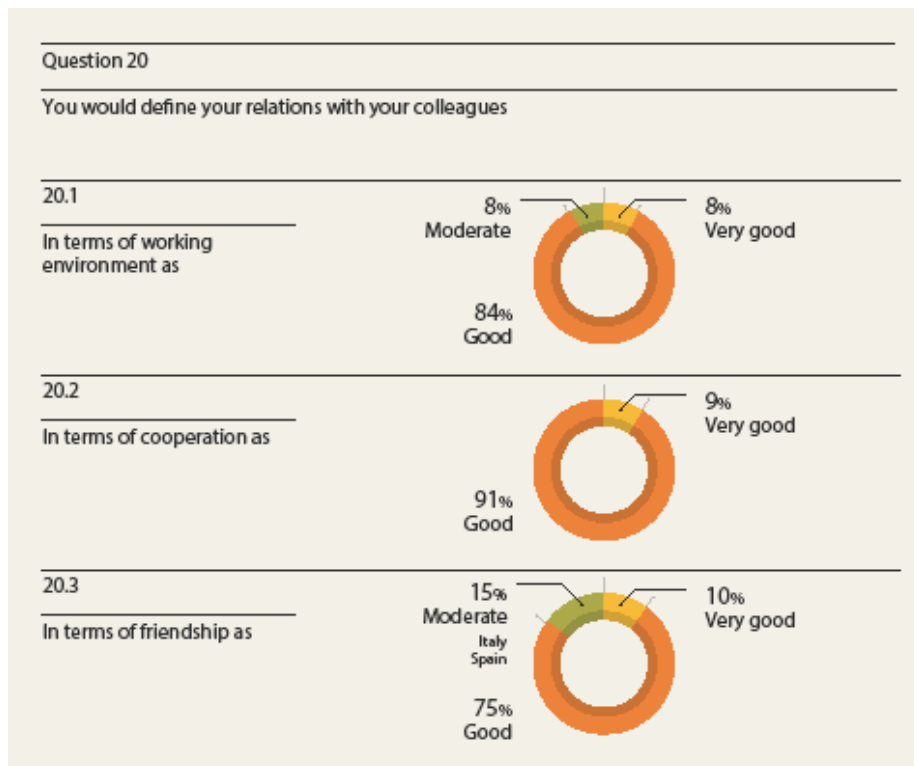 Question 20
You would define your relations with your colleagues
20.1
In terms of working
environment as
8%
Moderate
8%
Very good
84%
Good
20.2
In terms of cooperation as
9%
Very good
91%
Good
20.3
In terms of friendship as
15%
Moderate
Italy
Spain
10%
Very good
75%
Good